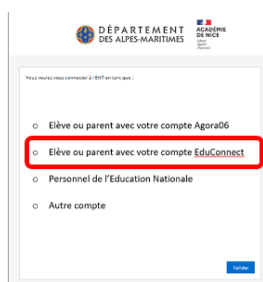 DÉPARTEMENT
DES ALPES-MARITIMES
ACADÉMIE
DE NICE
Vous voulez vous connecter à l'ENT en tant que :
Elève ou parent avec votre compte Agora06
Elève ou parent avec votre compte EduConnect
Personnel de l'Education Nationale
Autre compte
Valider